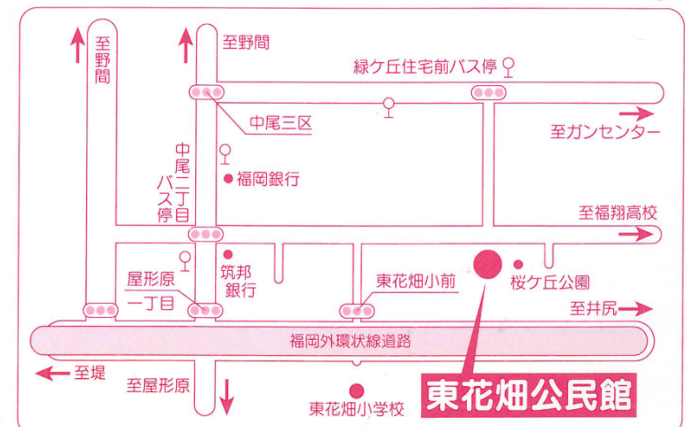 至野間
至野間
緑ケ丘住宅前バス停
中尾三区
至ガンセンター
中尾二丁目
バス停
福岡銀行
至福翔高校
屋形原
一丁目
筑邦
銀行
東花畑小前
桜ケ丘公園
至井尻
福岡外環状線道路
至堤
至屋形原
東花畑小学校
東花畑公民館